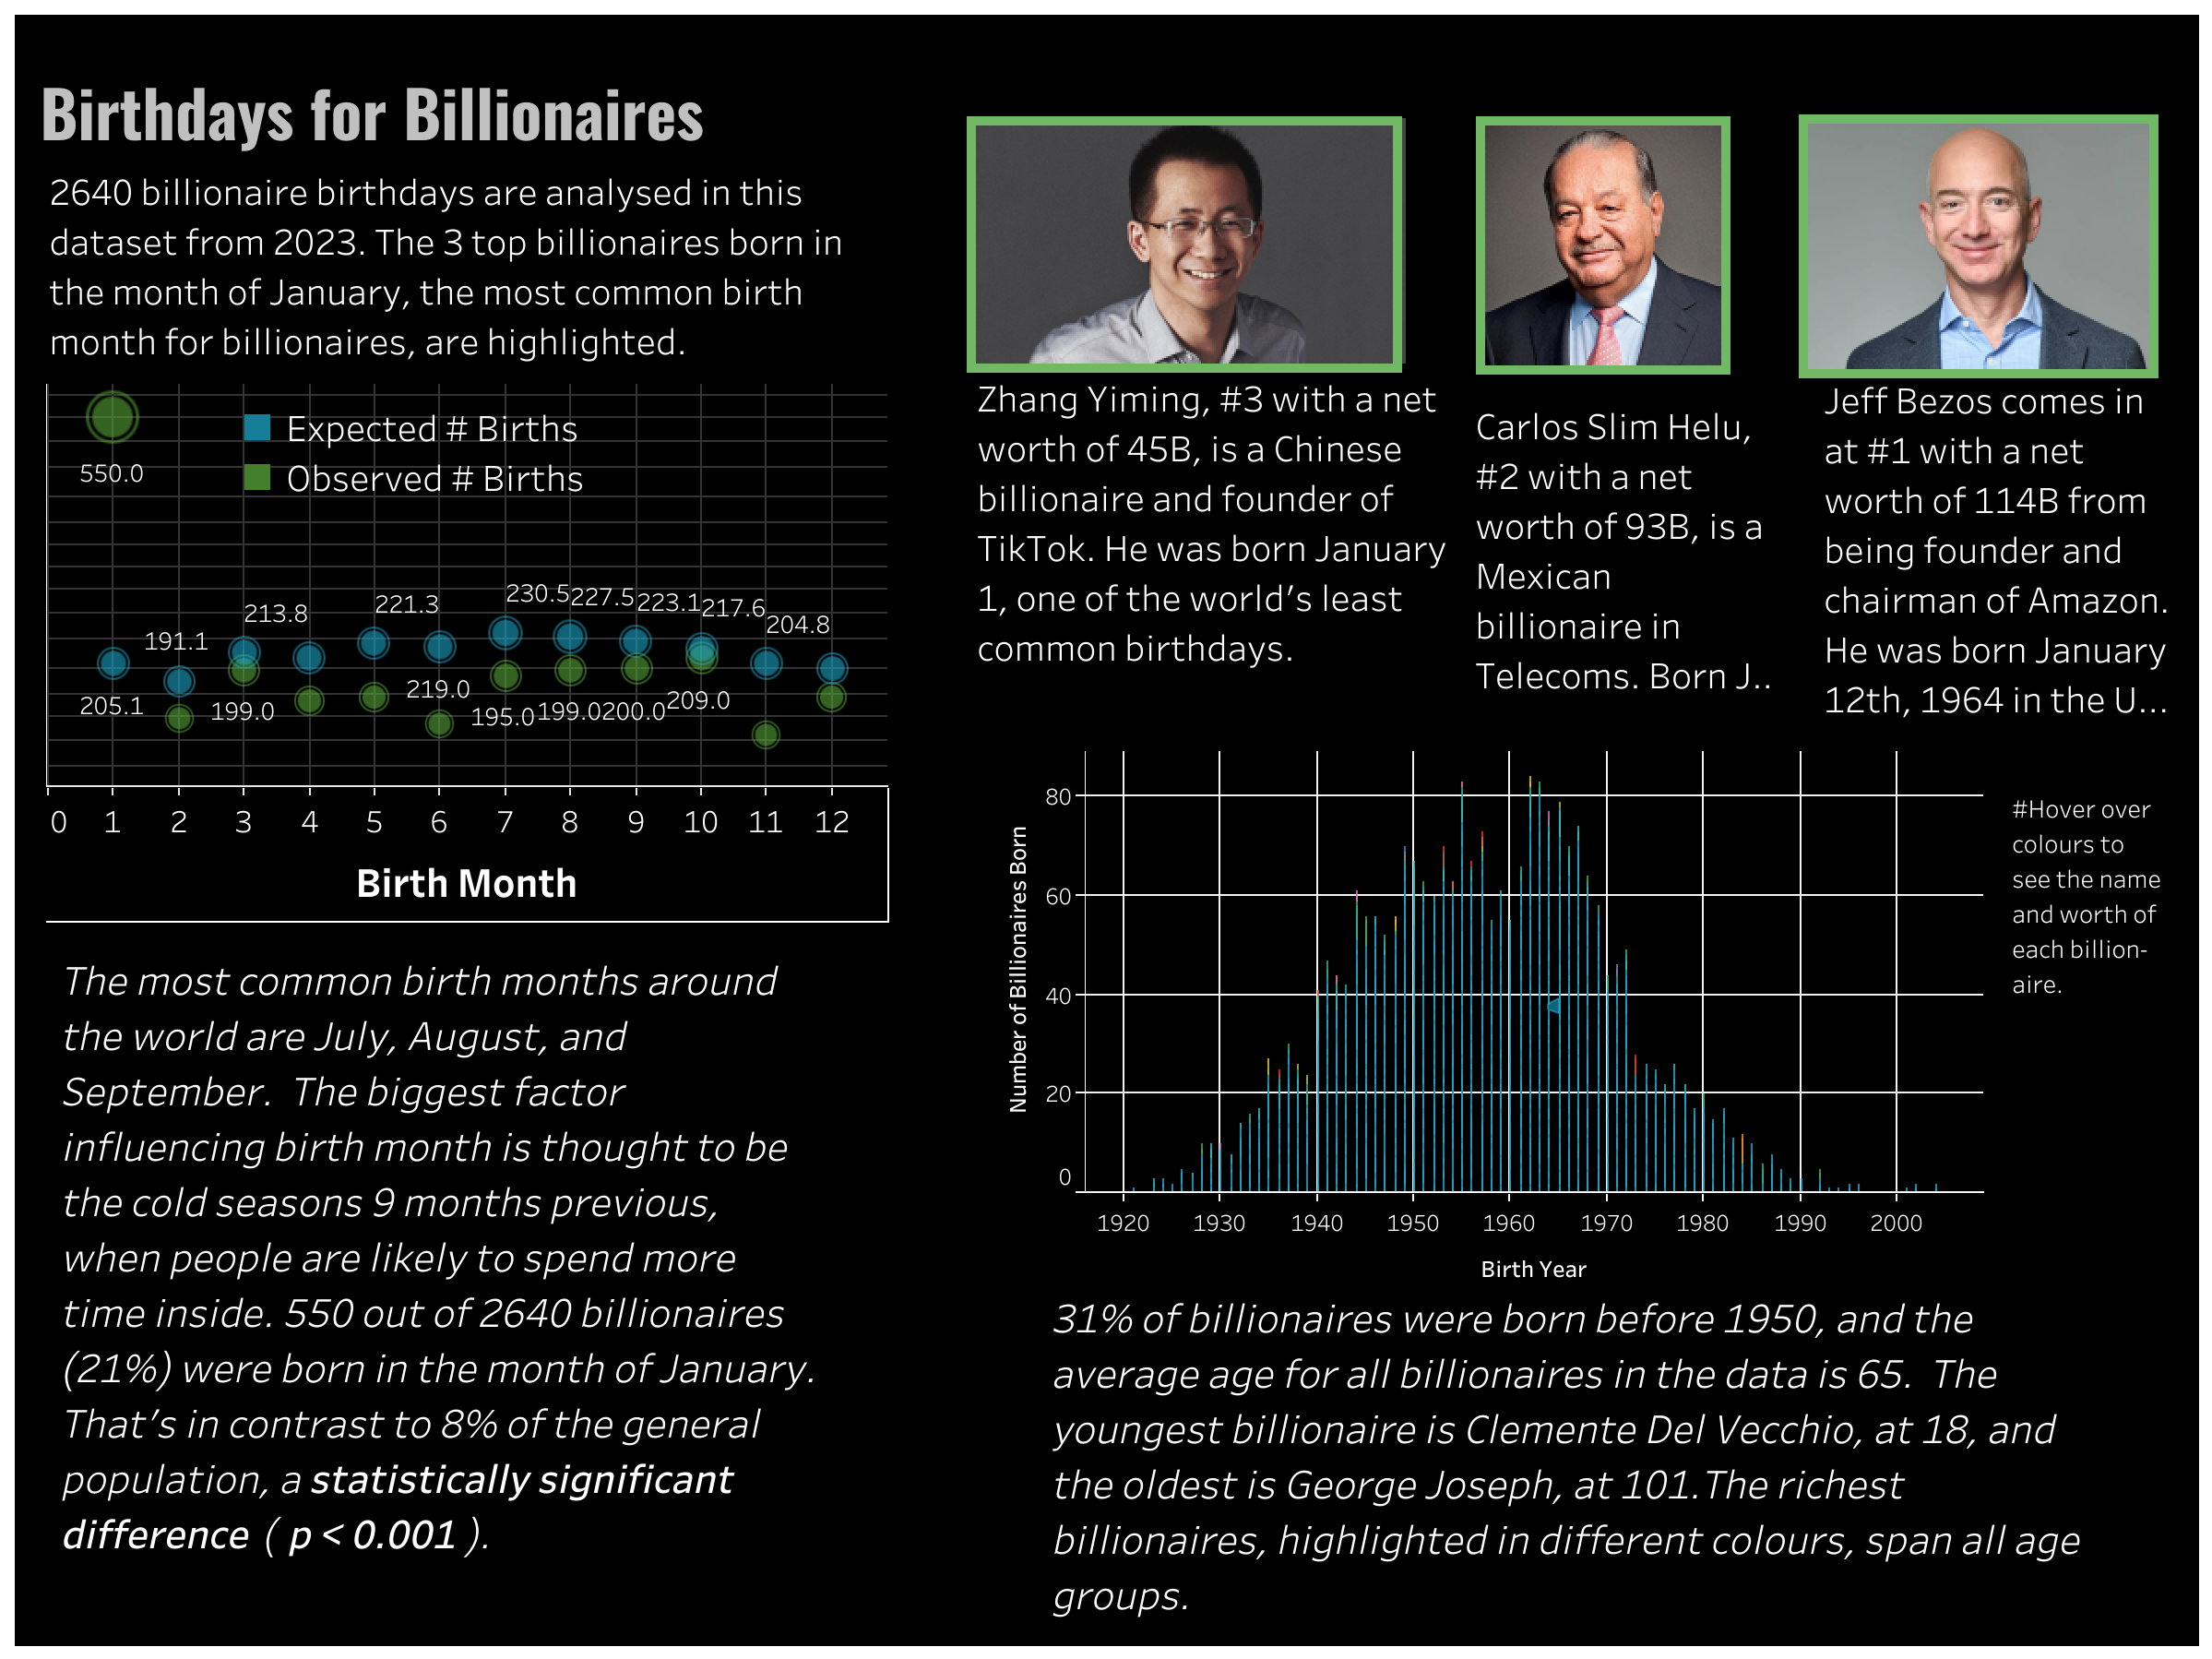 Birthdays for Billionaires
2640 billionaire birthdays are analysed in this
dataset from 2023. The 3 top billionaires born in
the month of January, the most common birth
month for billionaires, are highlighted.
Expected # Births
Observed # Births
550.0
191.1
213.8
221.3
230.5
227.5
223.1
217.6
204.8
205.1
199.0
219.0
195.0
199.0
200.0
209.0
0 1 2 3 4 5 6 7 8 9 10 11 12
Birth Month
The most common birth months around
the world are July, August, and
September.  The biggest factor
influencing birth month is thought to be
the cold seasons 9 months previous,
when people are likely to spend more
time inside. 550 out of 2640 billionaires
(21%) were born in the month of January.
That's in contrast to 8% of the general
population, a statistically significant
difference ( p < 0.001 ).
Zhang Yiming, #3 with a net
worth of 45B, is a Chinese
billionaire and founder of
TikTok. He was born January
1, one of the world's least
common birthdays.
Carlos Slim Helu,
#2 with a net
worth of 93B, is a
Mexican
billionaire in
Telecoms. Born J..
Jeff Bezos comes in
at #1 with a net
worth of 114B from
being founder and
chairman of Amazon.
He was born January
12th, 1964 in the U...
Number of Billionaires Born
80
60
40
20
0
1920 1930 1940 1950 1960 1970 1980 1990 2000
Birth Year
#Hover over
colours to
see the name
and worth of
each billion-
aire.
31% of billionaires were born before 1950, and the
average age for all billionaires in the data is 65.  The
youngest billionaire is Clemente Del Vecchio, at 18, and
the oldest is George Joseph, at 101.The richest
billionaires, highlighted in different colours, span all age
groups.